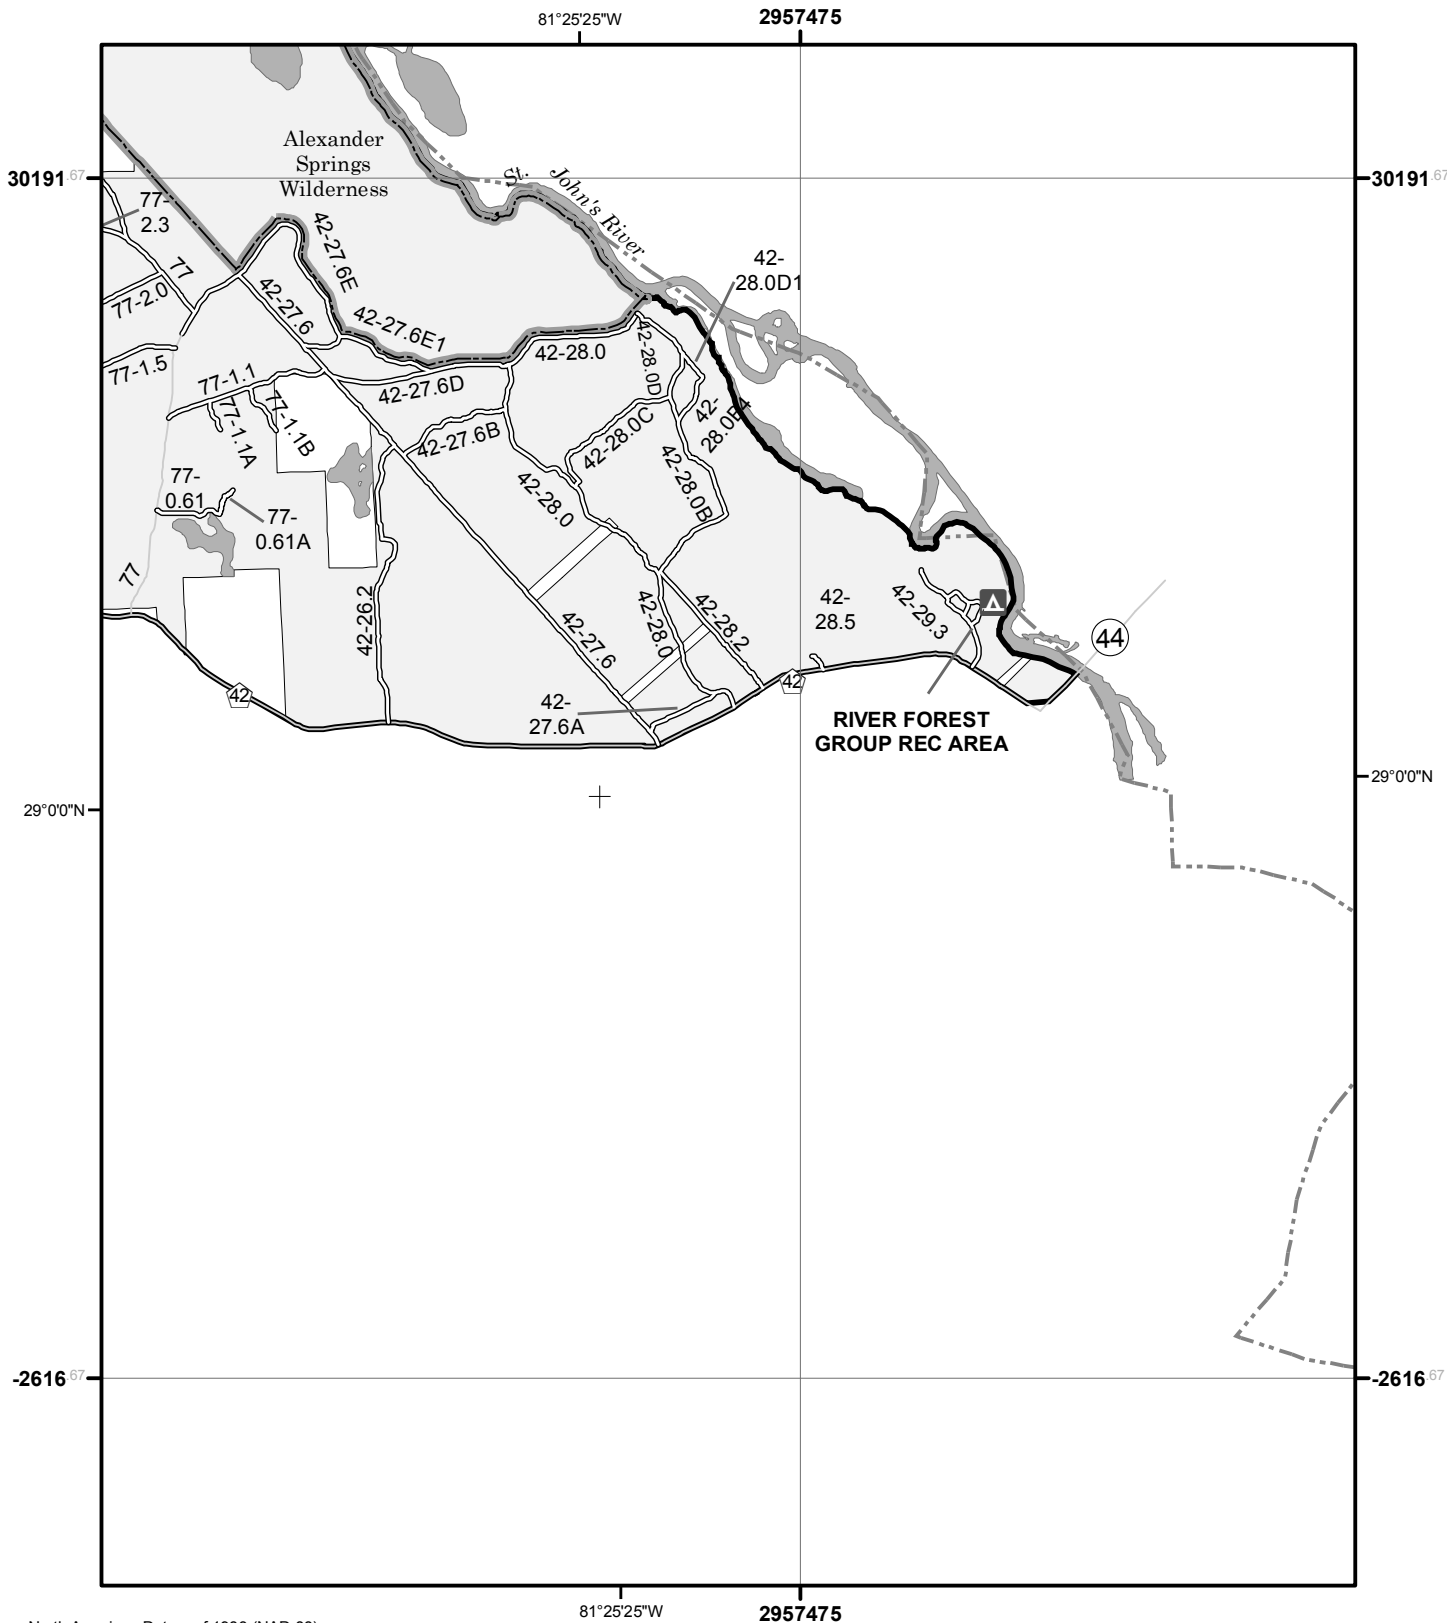 81°25'25"W
2957475
30191.67
30191.67
Alexander
Springs
Wilderness
St. John's River
77-
2.3
77
77-2.0
77-1.5
42-27.6E
42-27.6
42-27.6E1
42-
28.0D1
42-28.0
42-28.0D
77-1.1
77-1.1A
77-1.1B
42-27.6D
42-27.6B
42-28.0C
42-
28.0B4
42-28.0B
42-28.0
77-
0.61
77-
0.61A
77
42-26.2
42-27.6
42-28.0
42-28.2
42-
28.5
42-29.3
44
42
42
42-
27.6A
RIVER FOREST
GROUP REC AREA
29°0'0"N
29°0'0"N
-2616.67
-2616.67
81°25'25"W
2957475